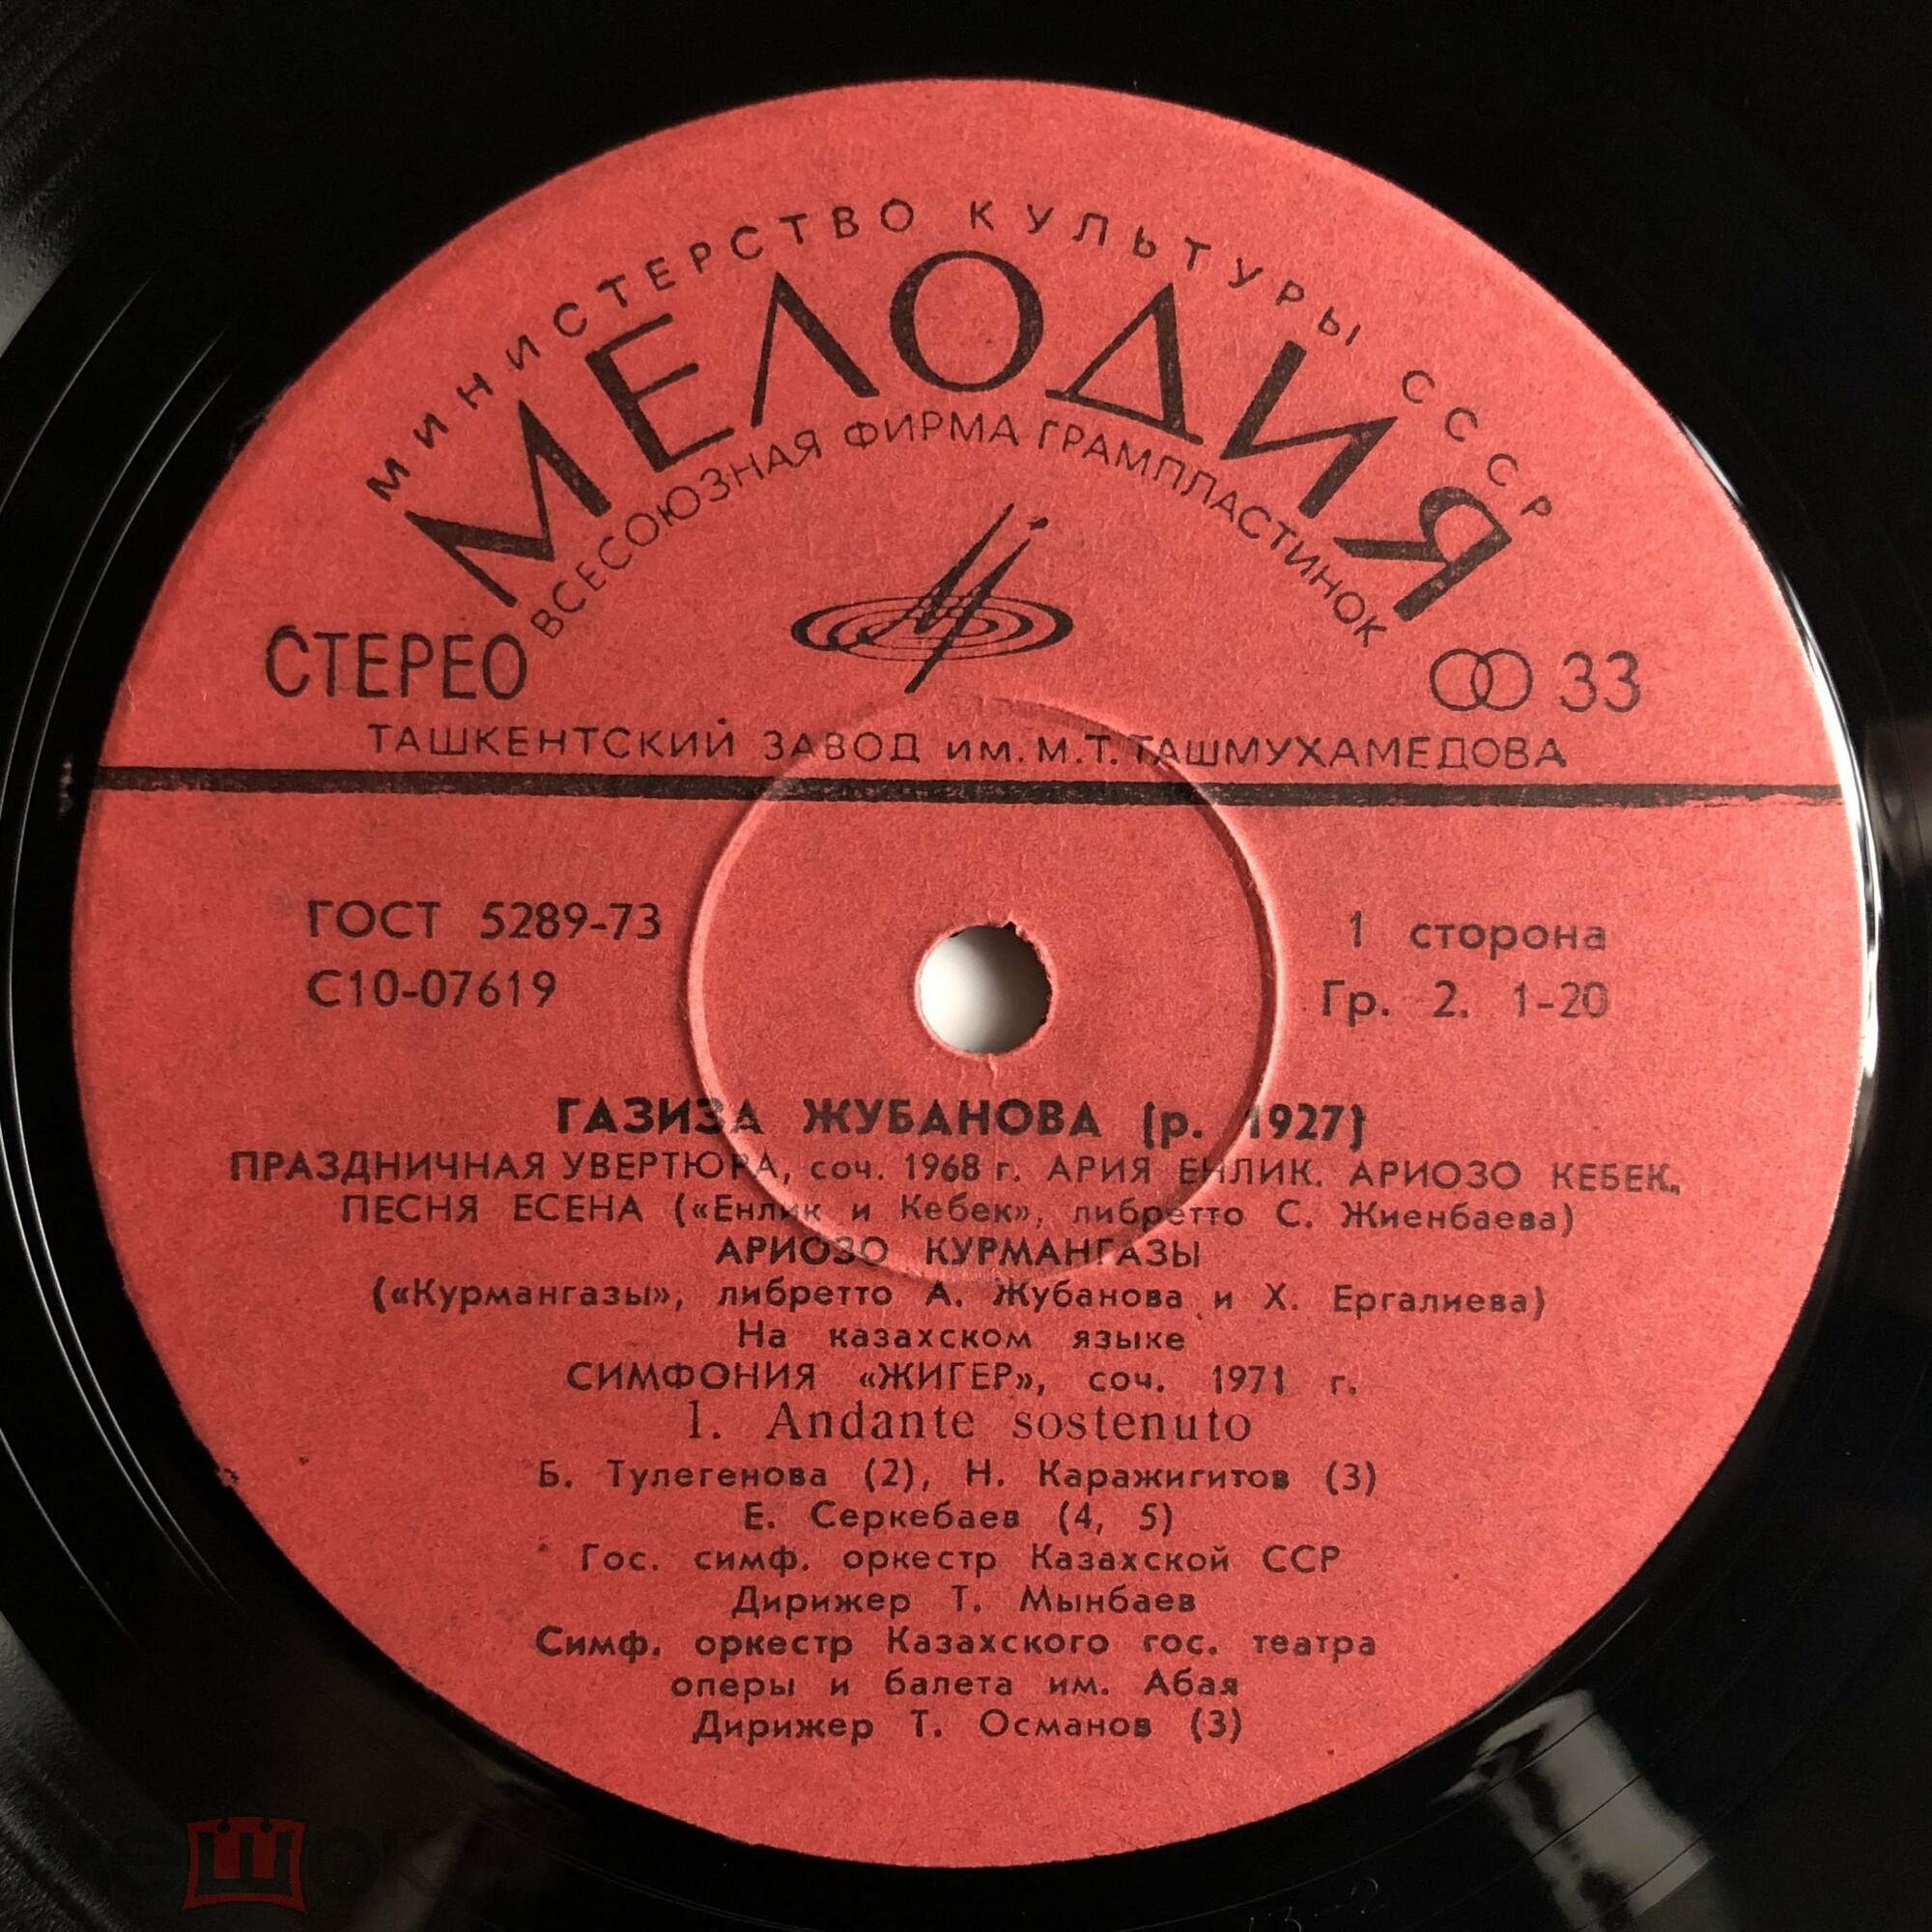 МИНИСТЕРСТВО КУЛЬТУРЫ СССР
МЕЛОДИЯ
ВСЕСОЮЗНАЯ ФИРМА ГРАМПЛАСТИНОК
СТЕРЕО
33
ТАШКЕНТСКИЙ ЗАВОД им. М.Т. ТАШМУХАМЕДОВА
ГОСТ 5289-73
С10-07619
1 сторона
Гр. 2. 1-20
ГАЗИЗА ЖУБАНОВА (р. 1927)
ПРАЗДНИЧНАЯ УВЕРТЮРА, соч. 1968 г. АРИЯ ЕНЛИК. АРИОЗО КЕБЕК,
ПЕСНЯ ЕСЕНА («Енлик и Кебек», либретто С. Жиенбаева)
АРИОЗО КУРМАНГАЗЫ
(«Курмангазы», либретто А. Жубанова и Х. Ергалиева)
На казахском языке
СИМФОНИЯ «ЖИГЕР», соч. 1971 г.
1. Andante sostenuto
Б. Тулегенова (2), Н. Каражигитов (3)
Е. Серкебаев (4, 5)
Гос. симф. оркестр Казахской ССР
Дирижер Т. Мынбаев
Симф. оркестр Казахского гос. театра
оперы и балета им. Абая
Дирижер Т. Османов (3)